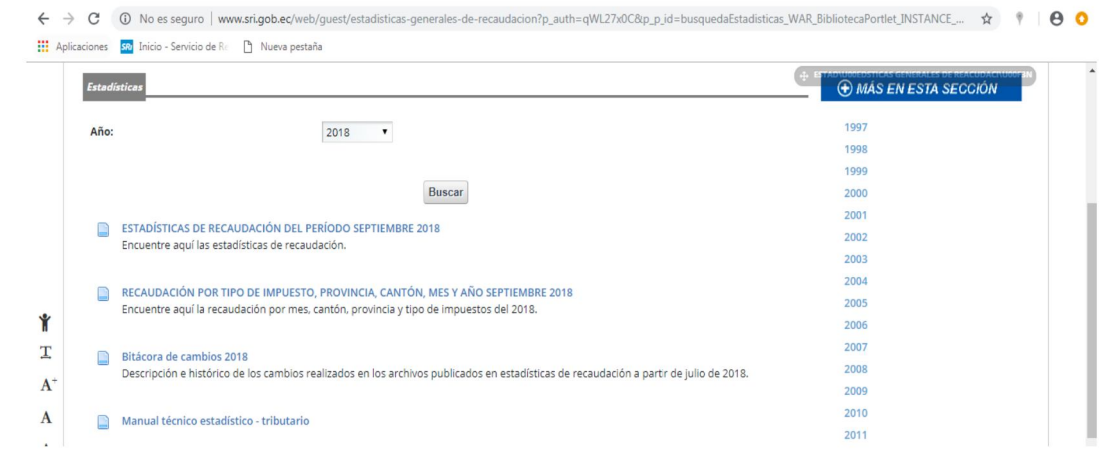 No es seguro | www.sri.gob.ec/web/guest/estadisticas-generales-de-recaudacion?p_auth=qWL27x0C&p_p_id=busquedaEstadisticas_WAR_BibliotecaPortlet_INSTANCE_...
Aplicaciones SRi Inicio - Servicio de Re Nueva pestaña
Estadísticas
MÁS EN ESTA SECCIÓN
Año: 2018
Buscar
ESTADÍSTICAS DE RECAUDACIÓN DEL PERÍODO SEPTIEMBRE 2018
Encuentre aquí las estadísticas de recaudación.
RECAUDACIÓN POR TIPO DE IMPUESTO, PROVINCIA, CANTÓN, MES Y AÑO SEPTIEMBRE 2018
Encuentre aquí la recaudación por mes, cantón, provincia y tipo de impuestos del 2018.
Bitácora de cambios 2018
Descripción e histórico de los cambios realizados en los archivos publicados en estadísticas de recaudación a partir de julio de 2018.
Manual técnico estadístico - tributario
1997
1998
1999
2000
2001
2002
2003
2004
2005
2006
2007
2008
2009
2010
2011
T
A+
A